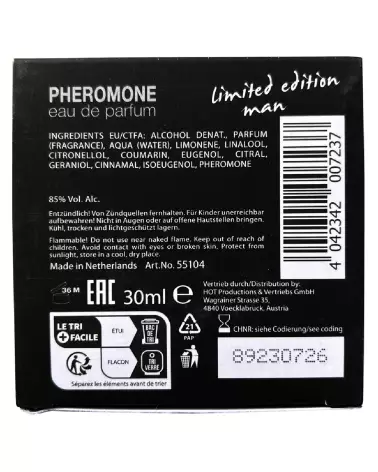 PHEROMONE
eau de parfum
limited edition
man
INGREDIENTS EU/CTFA: ALCOHOL DENAT., PARFUM
(FRAGRANCE), AQUA (WATER), LIMONENE, LINALOOL,
CITRONELLOL, COUMARIN, EUGENOL, CITRAL,
GERANIOL, CINNAMAL, ISOEUGENOL, PHEROMONE
85% Vol. Alc.
Entzündlich! Von Zündquellen fernhalten. Für Kinder unerreichbar
aufbewahren! Nicht in Augen oder auf gereizte Haut bringen.
Kühl, trocken und lichtgeschützt lagern.
Flammable! Do not use near naked flame. Keep out of reach of
children. Avoid contact with eyes or broken skin. Protect from
sunlight, store in a cool, dry place.
Made in Netherlands Art.No. 55104
4 042342 007237
36 M
EAC
30ml e
Vertrieb durch/Distribution by:
HOT Productions & Vertriebs GmbH
Wagrainer Strasse 35,
4840 Voecklabruck, Austria
LE TRI
+ FACILE
ÉTUI
BAC DE TRI
FLACON
TRI VERRE
Séparez les éléments avant de trier
21
PAP
CHNR: siehe Codierung/see coding
89230726